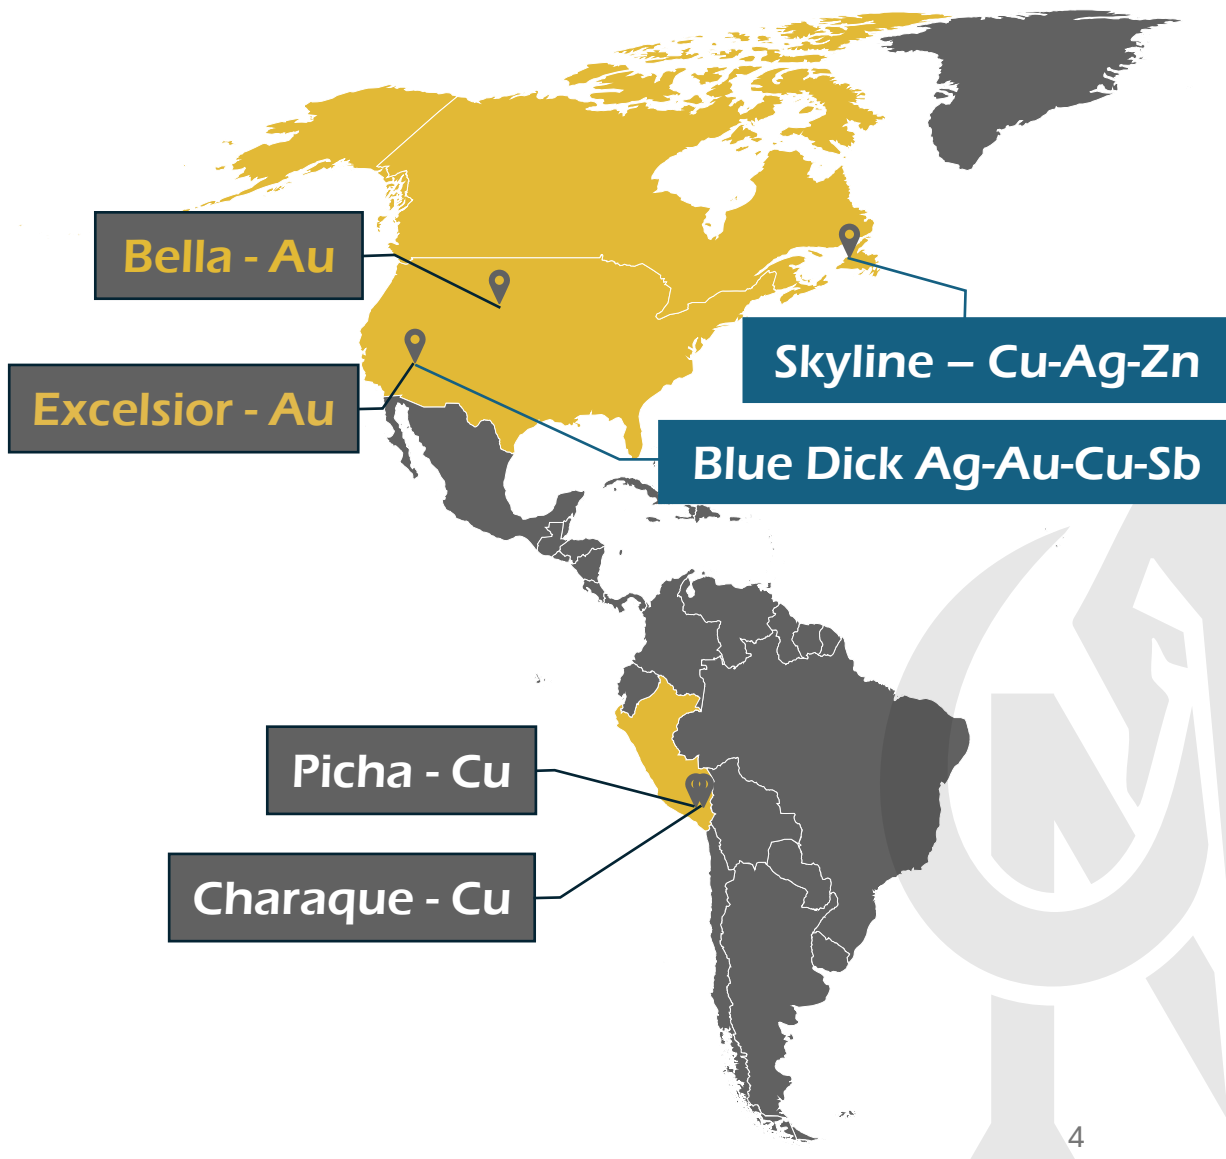 Bella - Au
Excelsior - Au
Skyline – Cu-Ag-Zn
Blue Dick Ag-Au-Cu-Sb
Picha - Cu
Charaque - Cu
4